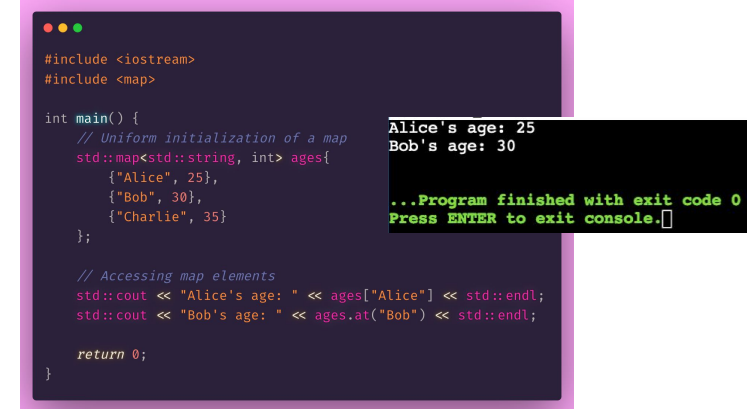 #include <iostream>
#include <map>
int main() {
// Uniform initialization of a map
std::map<std::string, int> ages{
{"Alice", 25},
{"Bob", 30},
{"Charlie", 35}
};
// Accessing map elements
std::cout << "Alice's age: " << ages["Alice"] << std::endl;
std::cout << "Bob's age: " << ages.at("Bob") << std::endl;
return 0;
}
Alice's age: 25
Bob's age: 30
...Program finished with exit code 0
Press ENTER to exit console.